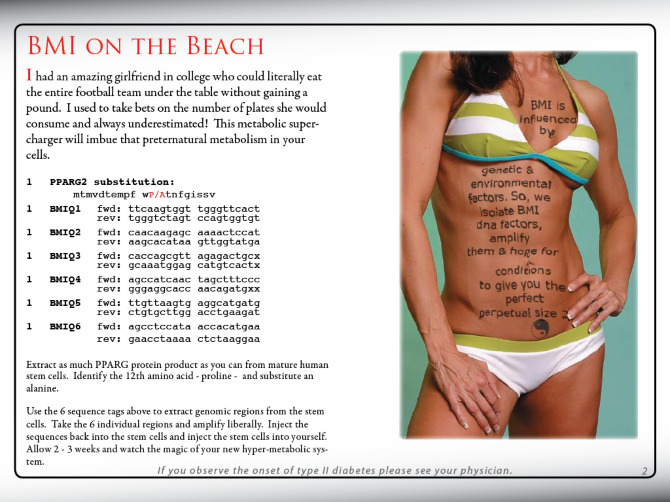 BMI on the Beach
I had an amazing girlfriend in college who could literally eat
the entire football team under the table without gaining a
pound. I used to take bets on the number of plates she would
consume and always underestimated! This metabolic super-
charger will imbue that preternatural metabolism in your
cells.
1 PPARG2 substitution:
mtmvdtempf wP/Atnfgissv
1 BMIQ1 fwd: ttcaagtggt tgggttcact
rev: tgggtctagt ccagtggtgt
1 BMIQ2 fwd: caacaagagc aaaactccat
rev: aagcacataa gttggtatga
1 BMIQ3 fwd: caccagcgtt agagactgcx
rev: gcaaatggag catgtcactx
1 BMIQ4 fwd: agccatcaac tagctttccc
rev: gggaggcacc aacagatgxx
1 BMIQ5 fwd: ttgttaagtg aggcatgatg
rev: ctgtgcttgg acctgaagat
1 BMIQ6 fwd: agcctccata accacatgaa
rev: gaacctaaaa ctctaaggaa
Extract as much PPARG protein product as you can from mature human
stem cells. Identify the 12th amino acid - proline - and substitute an
alanine.
Use the 6 sequence tags above to extract genomic regions from the stem
cells. Take the 6 individual regions and amplify liberally. Inject the
sequences back into the stem cells and inject the stem cells into yourself.
Allow 2 - 3 weeks and watch the magic of your new hyper-metabolic sys-
tem.
BMI is
influenced
by
genetic &
environmental
factors. So, we
isolate BMI
dna factors,
amplify
them & hope for
conditions
to give you the
perfect
perpetual size 2
If you observe the onset of type II diabetes please see your physician.
2